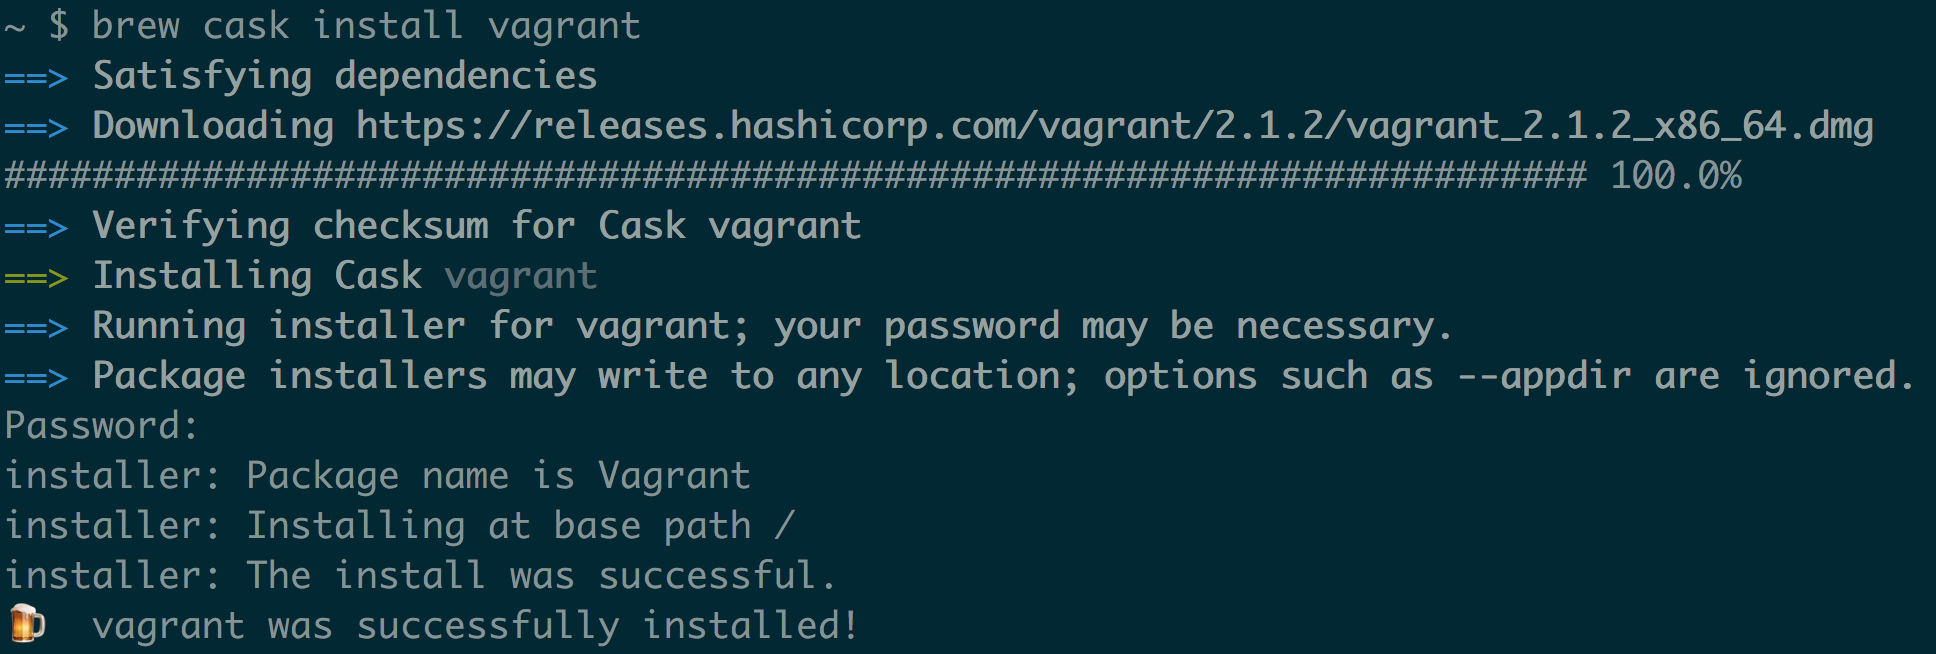 ~ $ brew cask install vagrant
==> Satisfying dependencies
==> Downloading https://releases.hashicorp.com/vagrant/2.1.2/vagrant_2.1.2_x86_64.dmg
######################################################################## 100.0%
==> Verifying checksum for Cask vagrant
==> Installing Cask vagrant
==> Running installer for vagrant; your password may be necessary.
==> Package installers may write to any location; options such as --appdir are ignored.
Password:
installer: Package name is Vagrant
installer: Installing at base path /
installer: The install was successful.
🍺  vagrant was successfully installed!